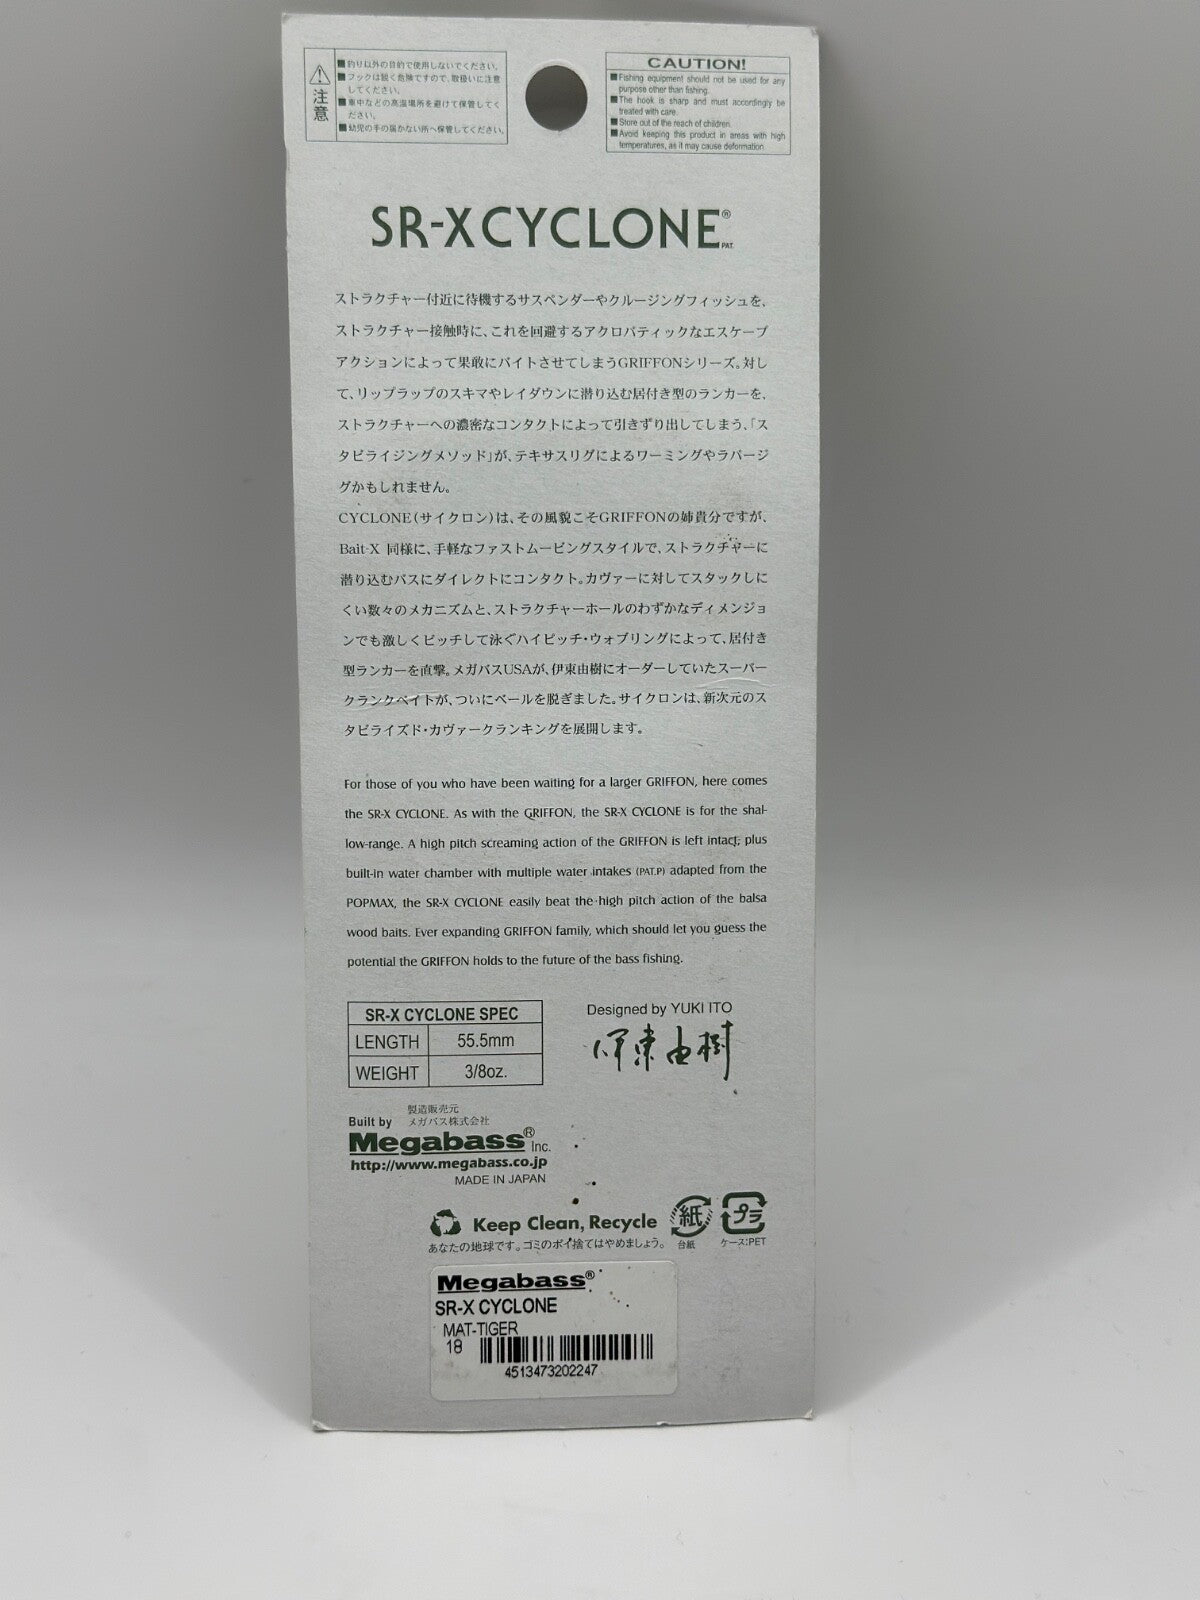 ⚠注意
■釣り以外の目的で使用しないでください。
■フックは鋭く危険ですので、取扱いに注意
してください。
■車中などの高温場所を避けて保管してく
ださい。
■幼児の手の届かない所へ保管してください。
CAUTION!
■Fishing equipment should not be used for any
purpose other than fishing.
■The hook is sharp and must accordingly be
treated with care.
■Store out of the reach of children.
■Avoid keeping this product in areas with high
temperatures, as it may cause deformation.
SR-X CYCLONE® PAT.
ストラクチャー付近に待機するサスペンダーやクルージングフィッシュを、
ストラクチャー接触時に、これを回避するアクロバティックなエスケープ
アクションによって果敢にバイトさせてしまうGRIFFONシリーズ。対し
て、リップラップのスキマやレイダウンに潜り込む居付き型のランカーを、
ストラクチャーへの濃密なコンタクトによって引きずり出してしまう、「ス
タビライジングメソッド」が、テキサスリグによるワーミングやラバージ
グかもしれません。
CYCLONE(サイクロン)は、その風貌こそGRIFFONの姉貴分ですが、
Bait-X 同様に、手軽なファストムービングスタイルで、ストラクチャーに
潜り込むバスにダイレクトにコンタクト。カヴァーに対してスタックしに
くい数々のメカニズムと、ストラクチャーホールのわずかなディメンジョ
ンでも激しくピッチして泳ぐハイピッチ・ウォブリングによって、居付き
型ランカーを直撃。メガバスUSAが、伊東由樹にオーダーしていたスーパー
クランクベイトが、ついにベールを脱ぎました。サイクロンは、新次元のス
タビライズド・カヴァークランキングを展開します。
For those of you who have been waiting for a larger GRIFFON, here comes
the SR-X CYCLONE. As with the GRIFFON, the SR-X CYCLONE is for the shal-
low-range. A high pitch screaming action of the GRIFFON is left intact, plus
built-in water chamber with multiple water intakes (PAT.P) adapted from the
POPMAX, the SR-X CYCLONE easily beat the high pitch action of the balsa
wood baits. Ever expanding GRIFFON family, which should let you guess the
potential the GRIFFON holds to the future of the bass fishing.
SR-X CYCLONE SPEC
LENGTH 55.5mm
WEIGHT 3/8oz.
Designed by YUKI ITO
伊東由樹
製造販売元
Built by メガバス株式会社
Megabass® Inc.
http://www.megabass.co.jp
MADE IN JAPAN
Keep Clean, Recycle
あなたの地球です。ゴミのポイ捨てはやめましょう。
紙
台紙
プラ
ケース:PET
Megabass®
SR-X CYCLONE
MAT-TIGER
18
4513473202247